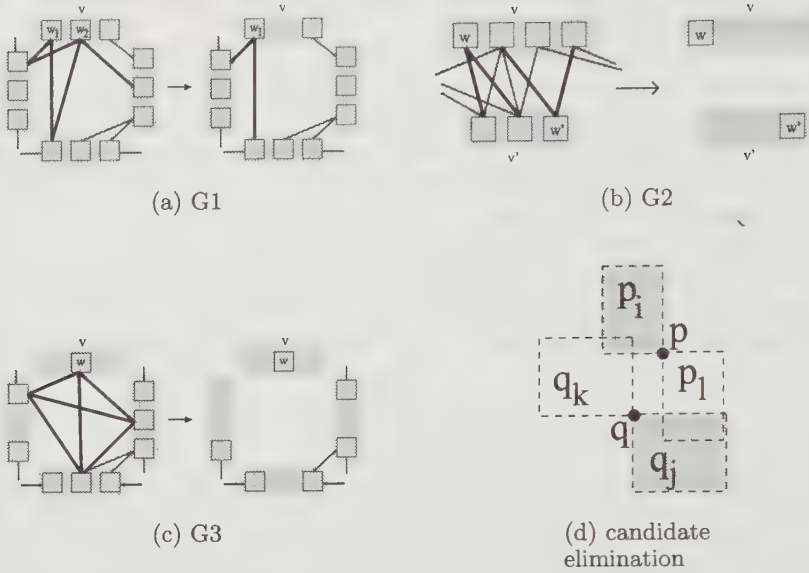 v
w₁ w₂
w₁
(a) G1
v
w
w'
v'
v
w
w'
v'
(b) G2
v
w
v
w
(c) G3
pᵢ
p
qₖ
pₗ
q
qⱼ
(d) candidate
elimination